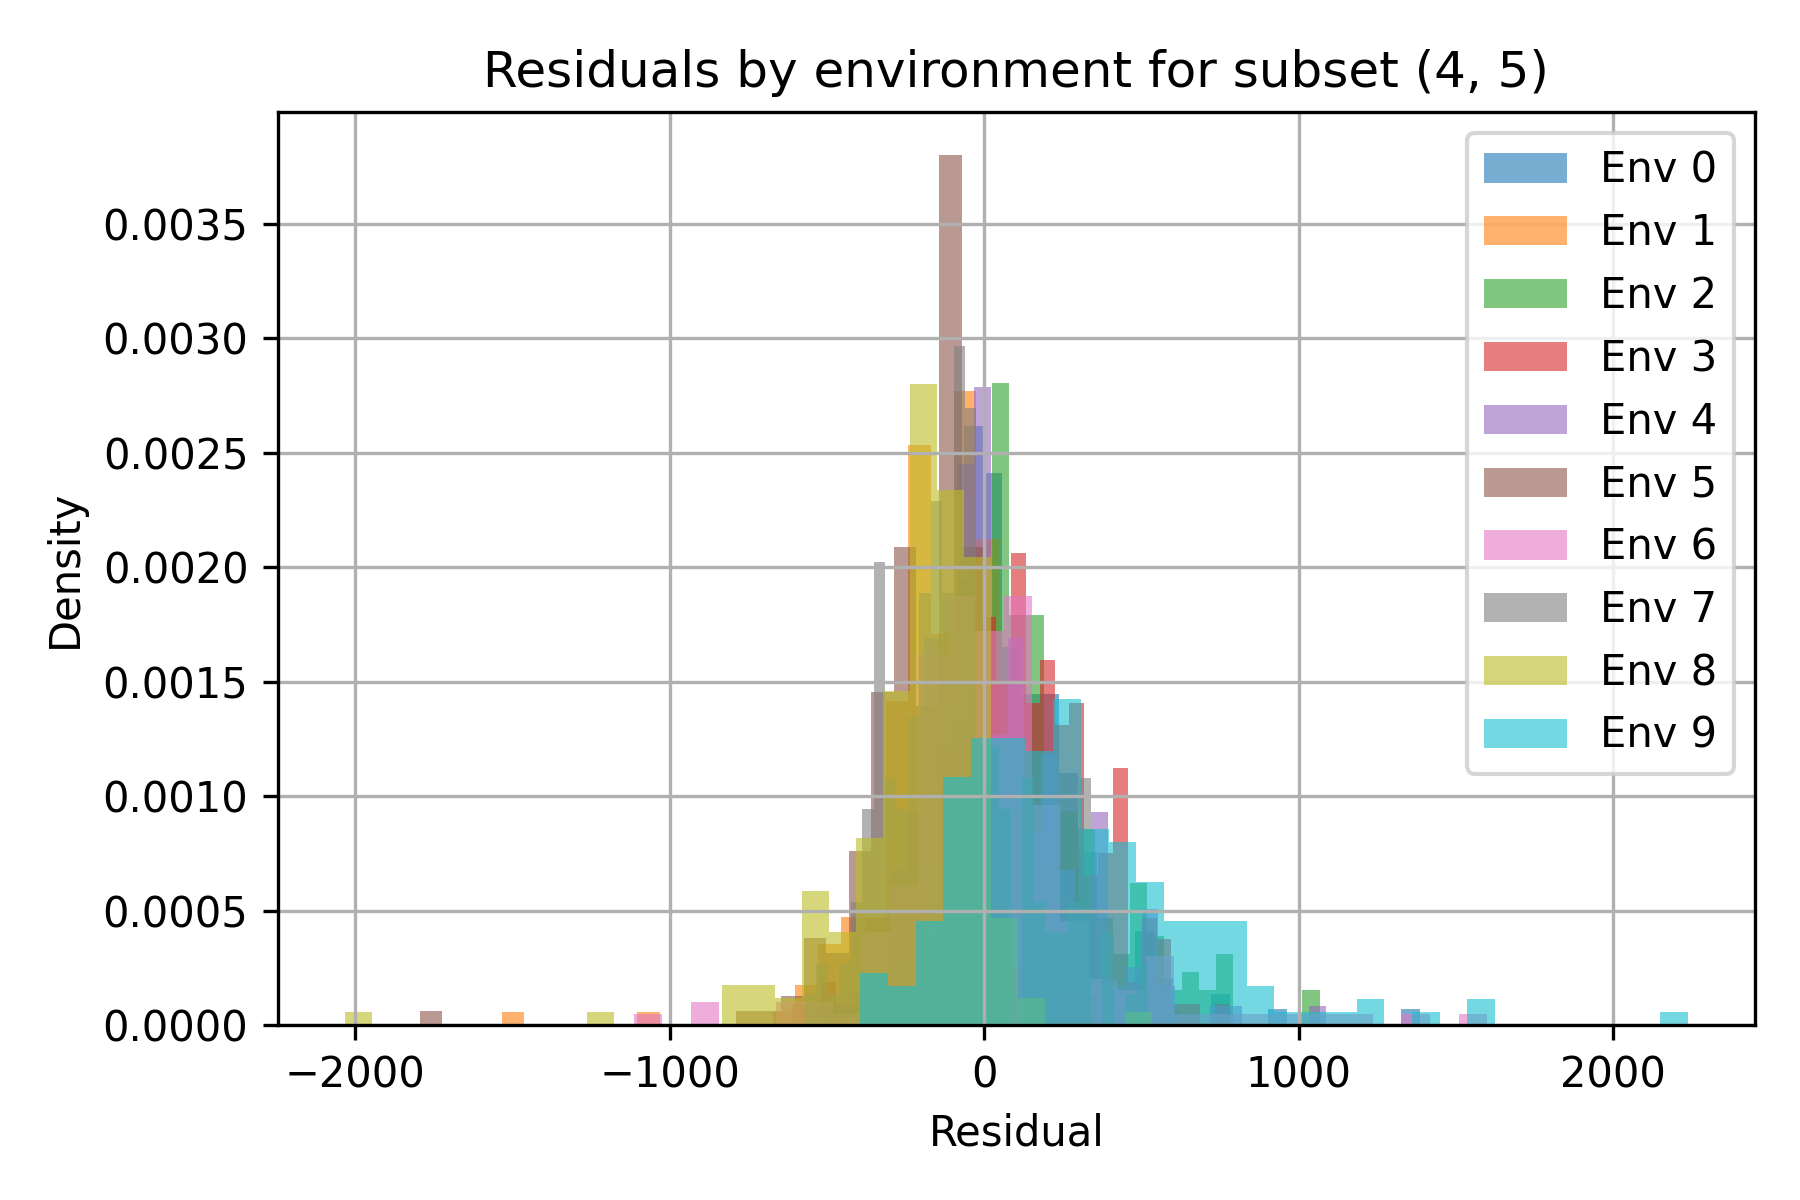 Residuals by environment for subset (4, 5)
Density
0.0035
0.0030
0.0025
0.0020
0.0015
0.0010
0.0005
0.0000
−2000 −1000 0 1000 2000
Residual
Env 0
Env 1
Env 2
Env 3
Env 4
Env 5
Env 6
Env 7
Env 8
Env 9